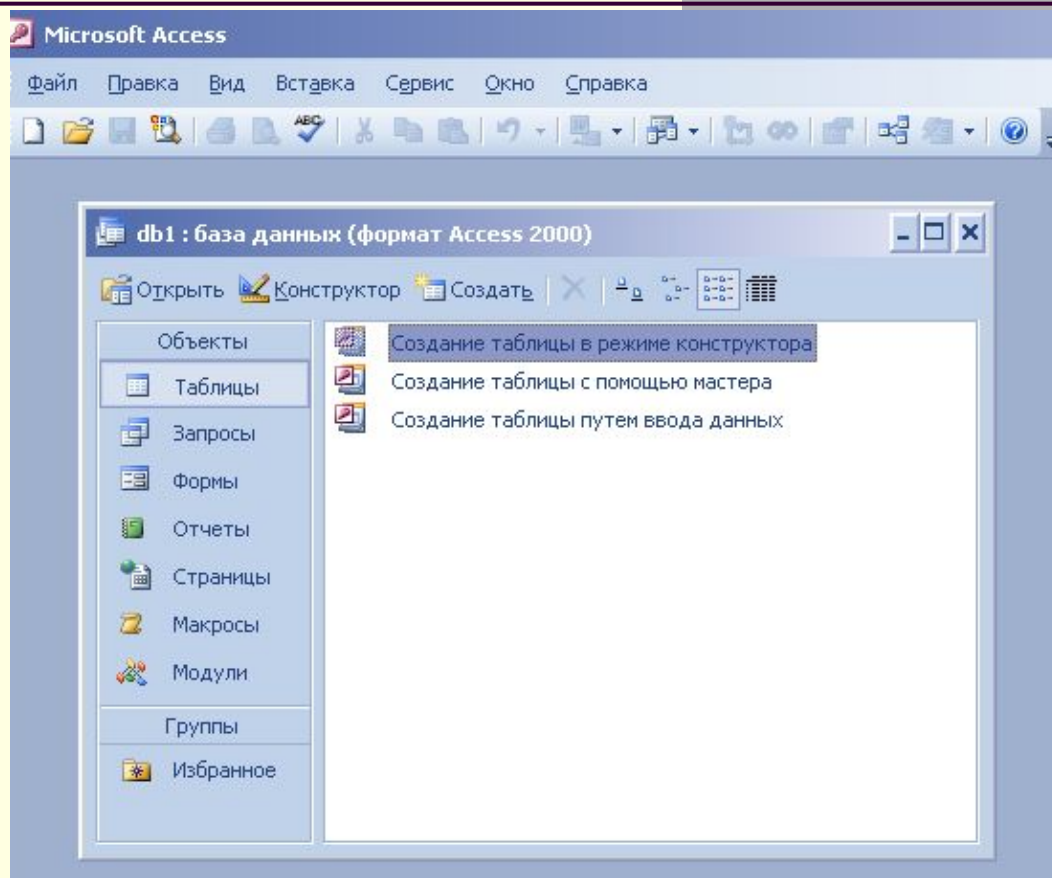 Microsoft Access
Файл Правка Вид Вставка Сервис Окно Справка
ABC
db1 : база данных (формат Access 2000)
Открыть Конструктор Создать
Объекты
Таблицы
Запросы
Формы
Отчеты
Страницы
Макросы
Модули
Группы
Избранное
Создание таблицы в режиме конструктора
Создание таблицы с помощью мастера
Создание таблицы путем ввода данных